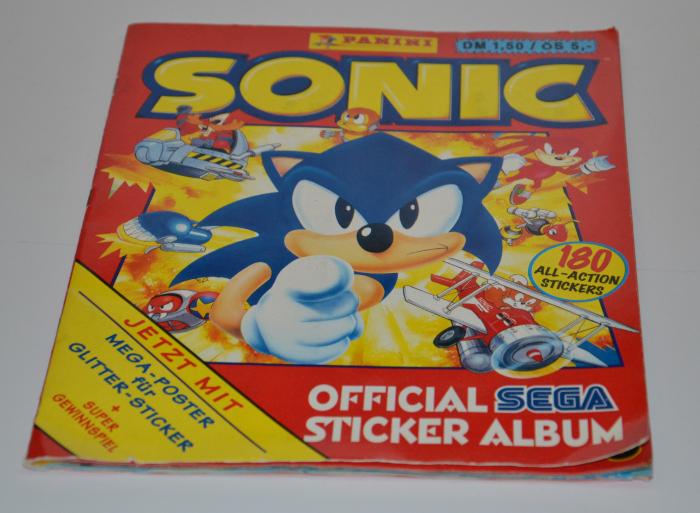 PANINI
DM 1,50 / ÖS 5,-
SONIC
180
ALL-ACTION
STICKERS
JETZT MIT
MEGA-POSTER
für
GLITTER-STICKER
+
SUPER
GEWINNSPIEL
OFFICIAL SEGA
STICKER ALBUM